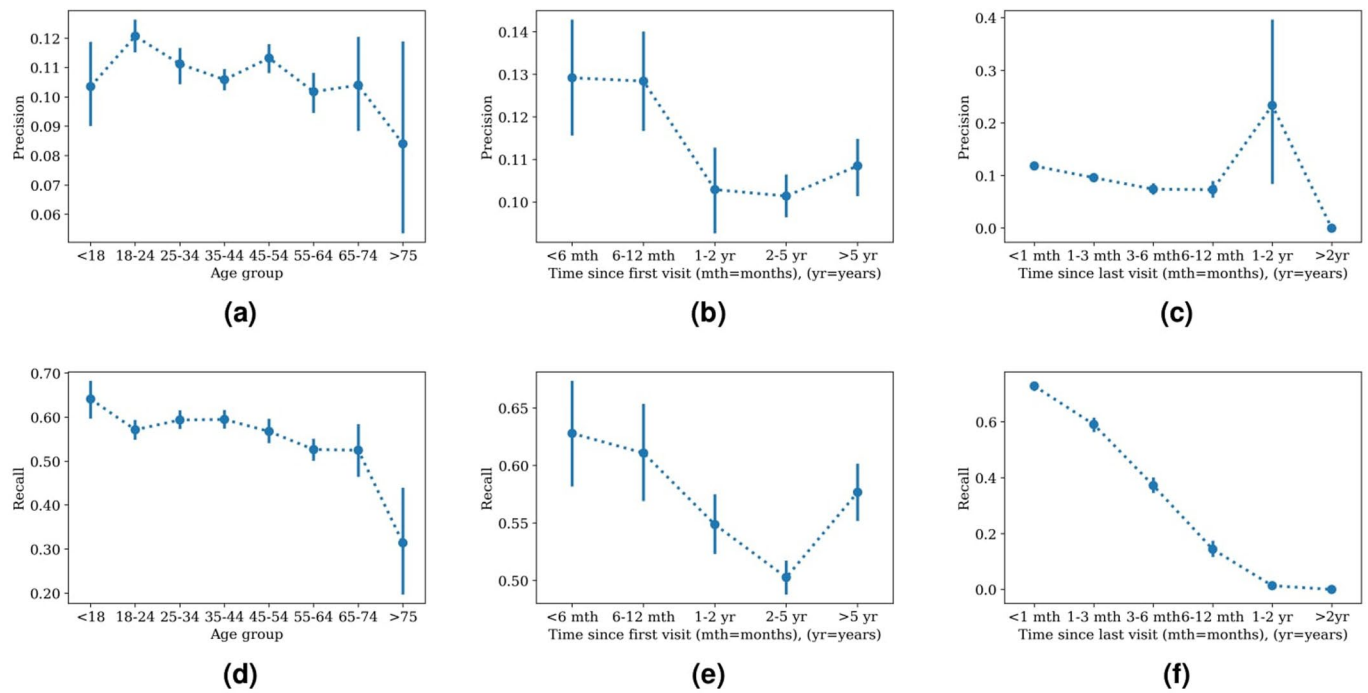 0.12
0.11
0.10
0.09
0.08
0.07
0.06
Precision
<18 18-24 25-34 35-44 45-54 55-64 65-74 >75
Age group
(a)
0.14
0.13
0.12
0.11
0.10
Precision
<6 mth 6-12 mth 1-2 yr 2-5 yr >5 yr
Time since first visit (mth=months), (yr=years)
(b)
0.4
0.3
0.2
0.1
0.0
Precision
<1 mth 1-3 mth 3-6 mth 6-12 mth 1-2 yr >2yr
Time since last visit (mth=months), (yr=years)
(c)
0.70
0.60
0.50
0.40
0.30
0.20
Recall
<18 18-24 25-34 35-44 45-54 55-64 65-74 >75
Age group
(d)
0.65
0.60
0.55
0.50
Recall
<6 mth 6-12 mth 1-2 yr 2-5 yr >5 yr
Time since first visit (mth=months), (yr=years)
(e)
0.6
0.4
0.2
0.0
Recall
<1 mth 1-3 mth 3-6 mth 6-12 mth 1-2 yr >2yr
Time since last visit (mth=months), (yr=years)
(f)